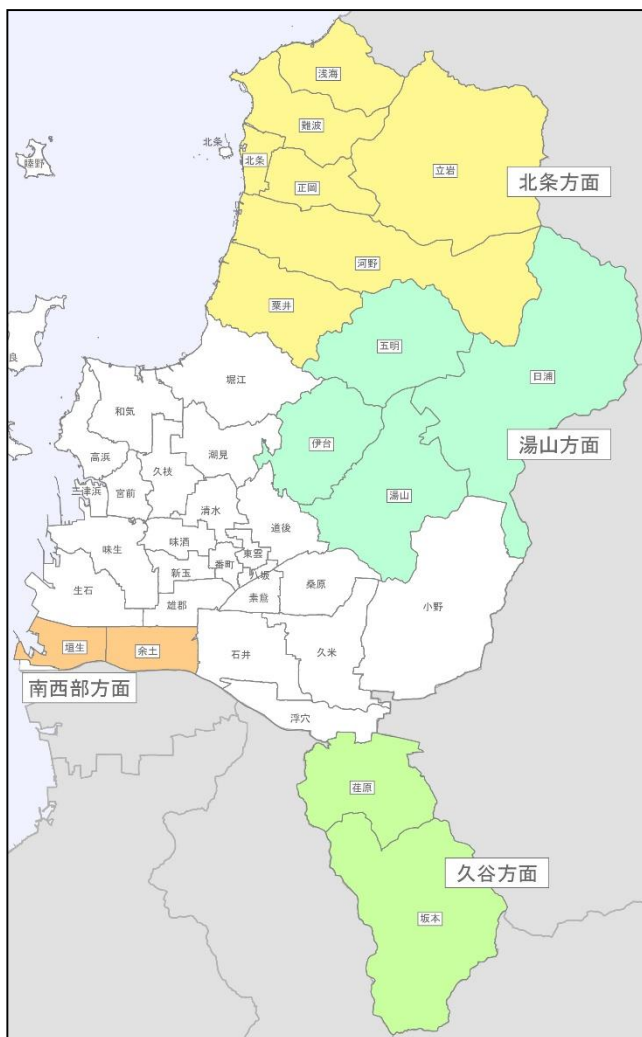 浅海
難波
北条
睦野
北条
立岩
正岡
北条方面
河野
粟井
五明
良
日浦
堀江
和気
伊台
湯山方面
潮見
高浜
久枝
三津浜
宮前
湯山
清水
道後
味酒
味生
東雲
新玉
番町
八坂
桑原
生石
素鵞
雄郡
小野
垣生
余土
石井
久米
南西部方面
浮穴
荏原
久谷方面
坂本